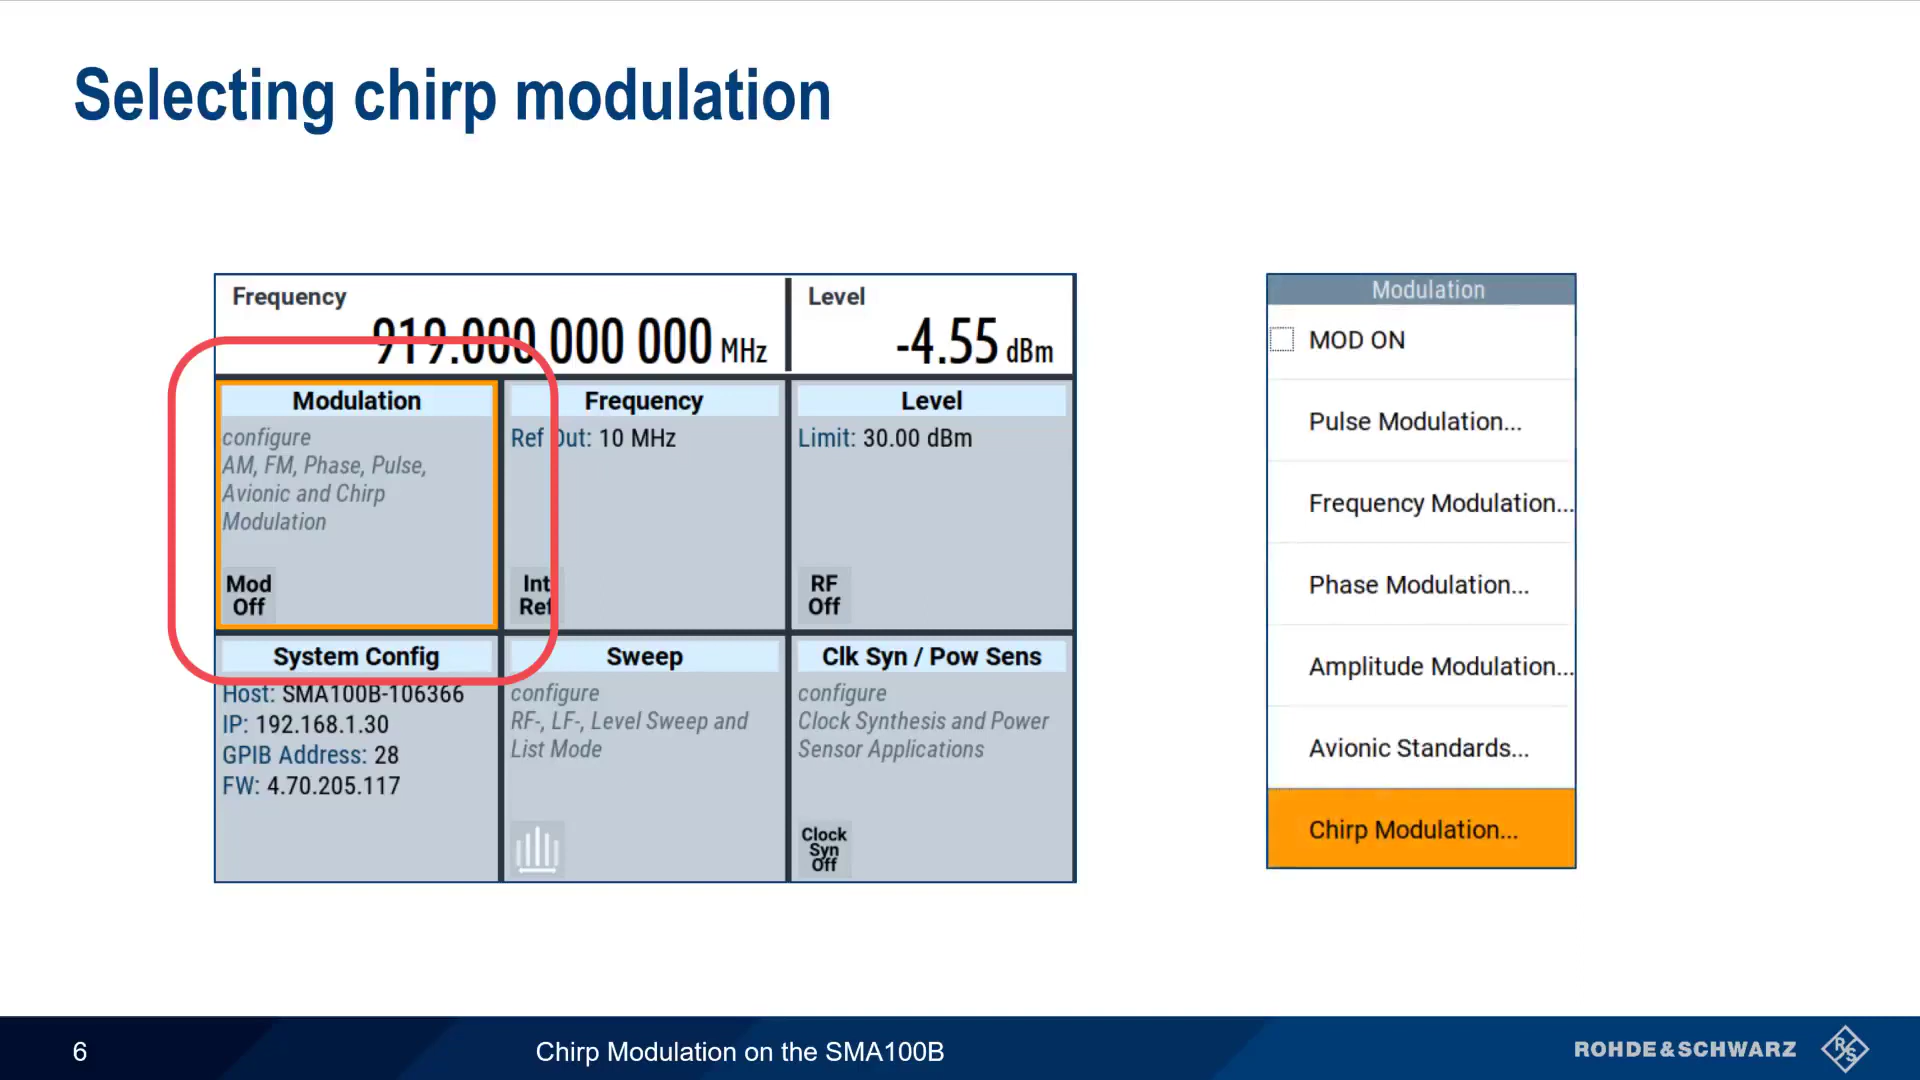 Selecting chirp modulation
Frequency
919.000 000 000 MHz
Level
-4.55 dBm
Modulation
configure
AM, FM, Phase, Pulse,
Avionic and Chirp
Modulation
Mod
Off
Frequency
Ref Out: 10 MHz
Int
Ref
Level
Limit: 30.00 dBm
RF
Off
System Config
Host: SMA100B-106366
IP: 192.168.1.30
GPIB Address: 28
FW: 4.70.205.117
Sweep
configure
RF-, LF-, Level Sweep and
List Mode
Clk Syn / Pow Sens
configure
Clock Synthesis and Power
Sensor Applications
Clock
Syn
Off
Modulation
MOD ON
Pulse Modulation...
Frequency Modulation...
Phase Modulation...
Amplitude Modulation...
Avionic Standards...
Chirp Modulation...
6
Chirp Modulation on the SMA100B
ROHDE&SCHWARZ
R&S